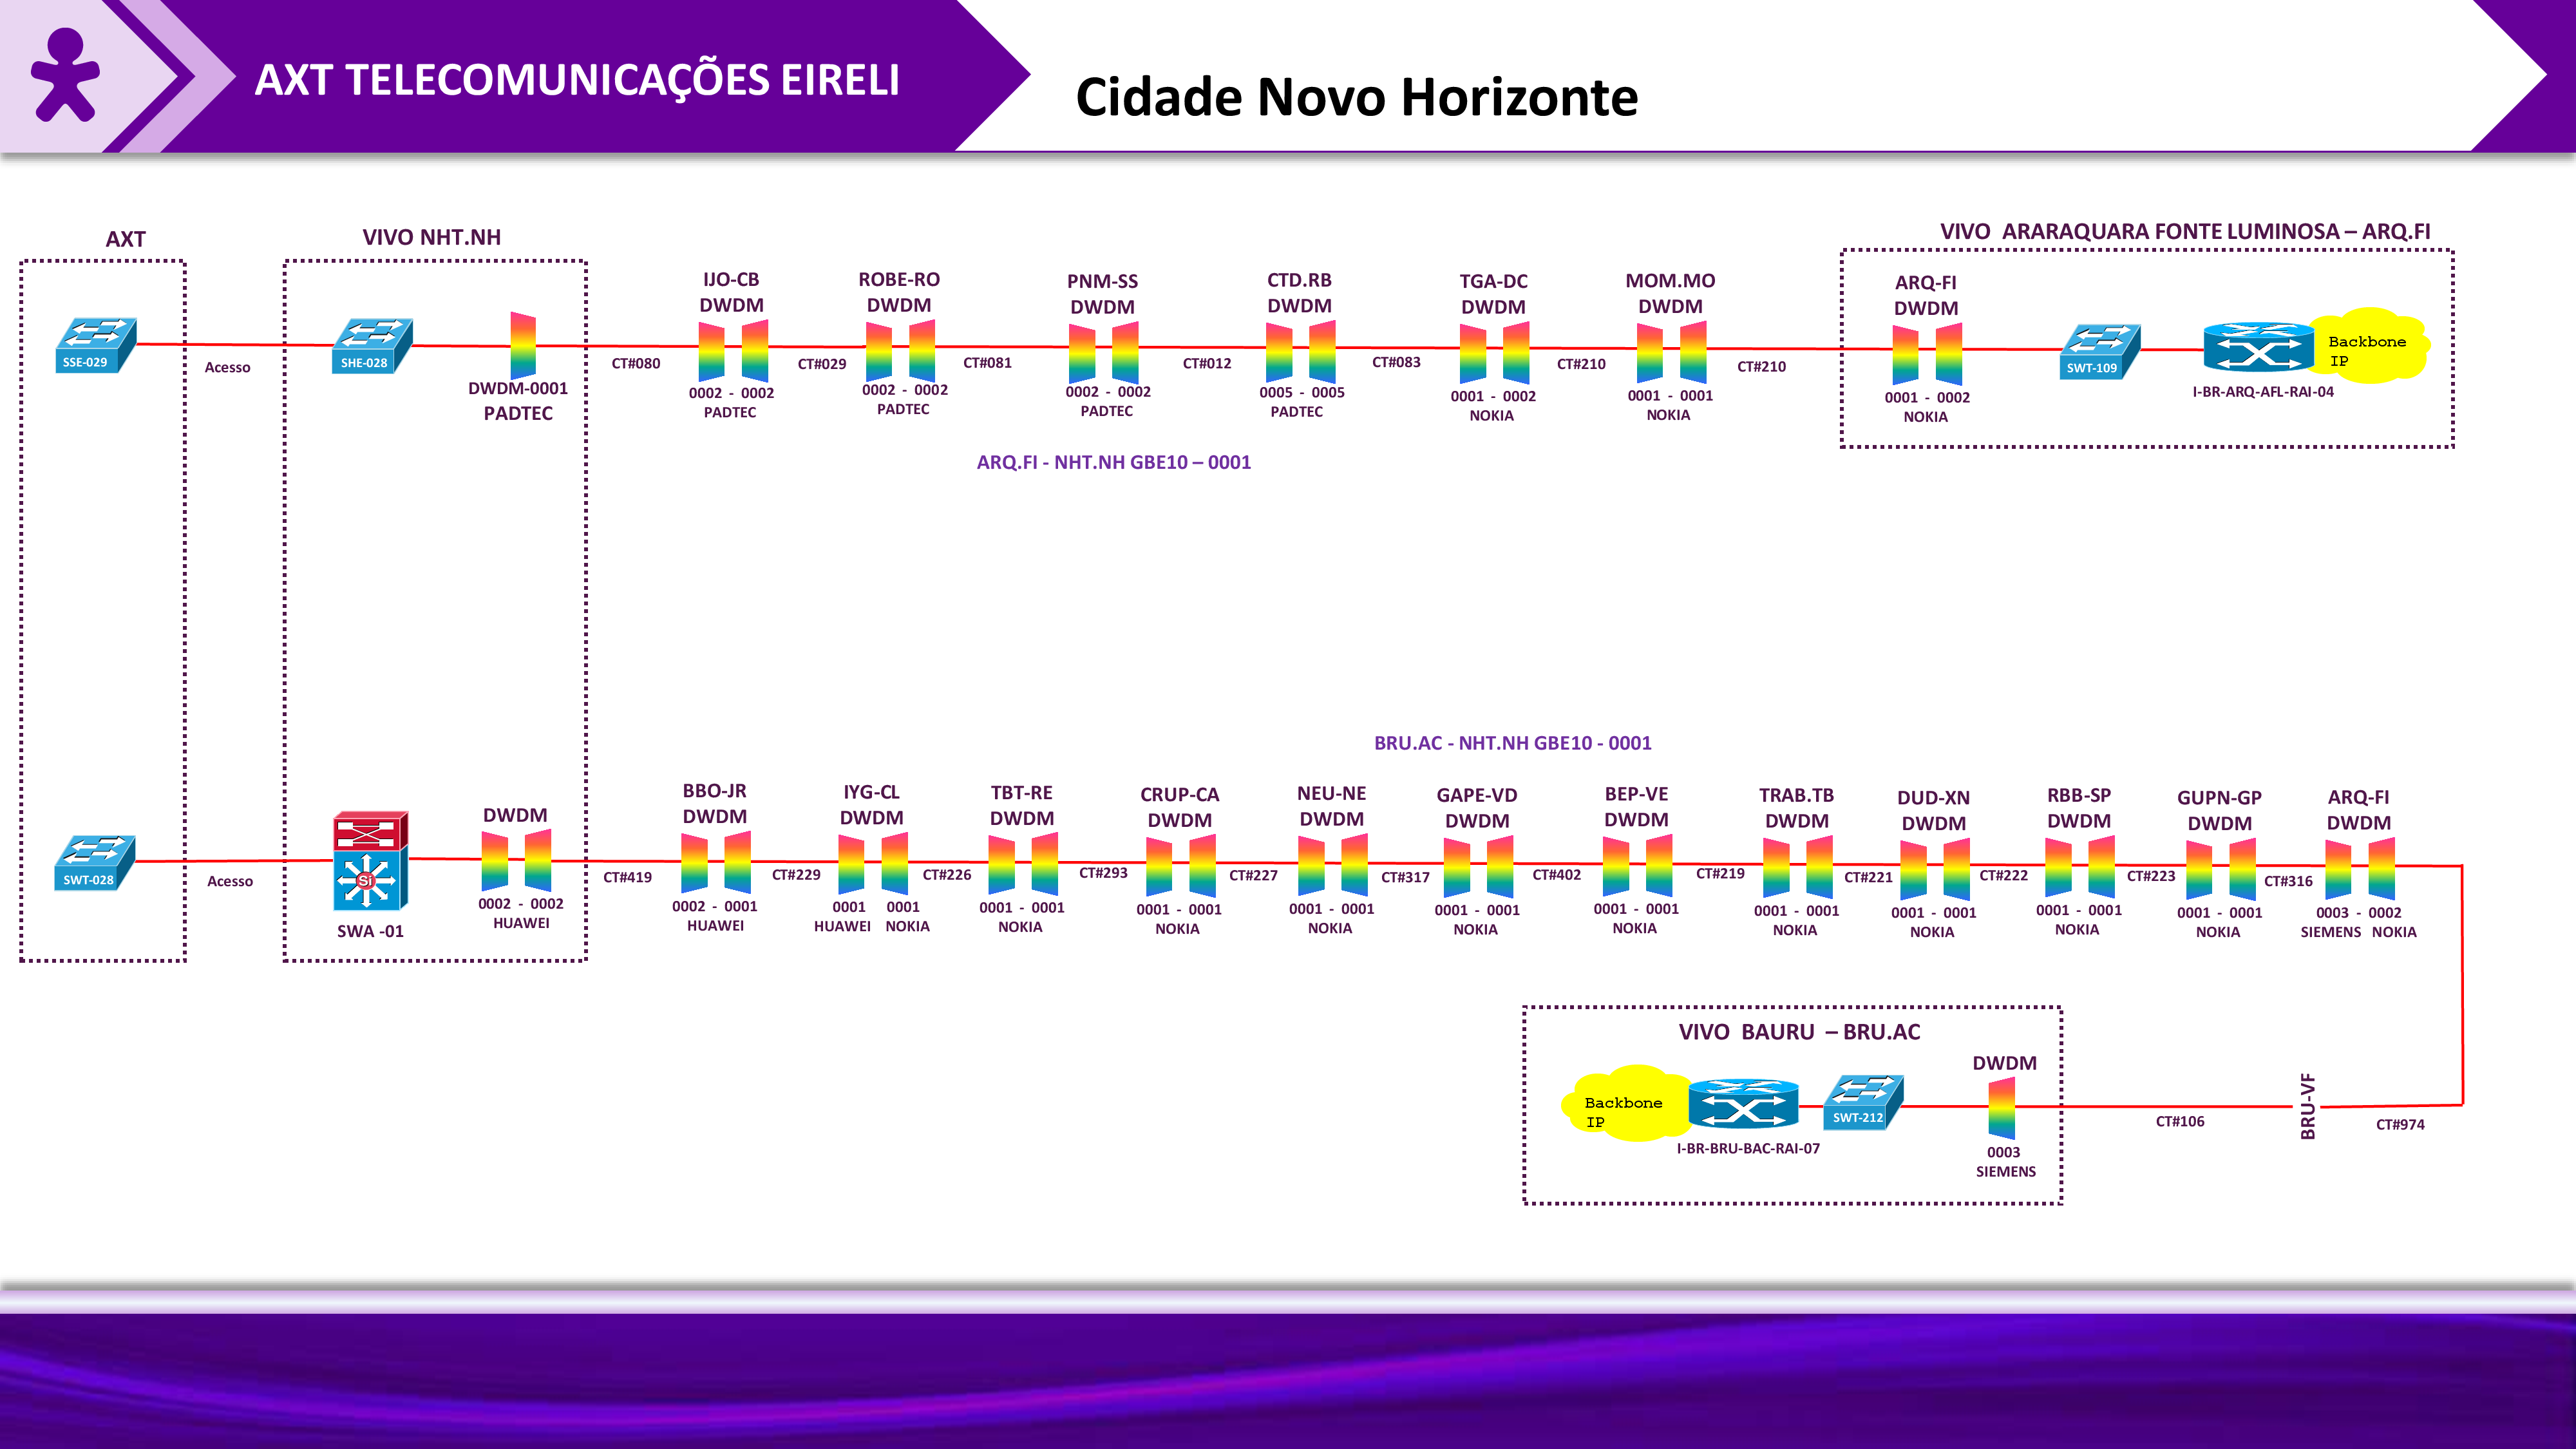 AXT TELECOMUNICAÇÕES EIRELI
Cidade Novo Horizonte
AXT
VIVO NHT.NH
VIVO ARARAQUARA FONTE LUMINOSA – ARQ.FI
IJO-CB
DWDM
ROBE-RO
DWDM
PNM-SS
DWDM
CTD.RB
DWDM
TGA-DC
DWDM
MOM.MO
DWDM
ARQ-FI
DWDM
SSE-029
Acesso
SHE-028
DWDM-0001
PADTEC
CT#080
0002 - 0002
PADTEC
CT#029
0002 - 0002
PADTEC
CT#081
0002 - 0002
PADTEC
CT#012
0005 - 0005
PADTEC
CT#083
0001 - 0002
NOKIA
CT#210
0001 - 0001
NOKIA
CT#210
0001 - 0002
NOKIA
SWT-109
Backbone
IP
I-BR-ARQ-AFL-RAI-04
ARQ.FI - NHT.NH GBE10 – 0001
BRU.AC - NHT.NH GBE10 - 0001
DWDM
BBO-JR
DWDM
IYG-CL
DWDM
TBT-RE
DWDM
CRUP-CA
DWDM
NEU-NE
DWDM
GAPE-VD
DWDM
BEP-VE
DWDM
TRAB.TB
DWDM
DUD-XN
DWDM
RBB-SP
DWDM
GUPN-GP
DWDM
ARQ-FI
DWDM
SWT-028
Acesso
Si
SWA -01
0002 - 0002
HUAWEI
CT#419
0002 - 0001
HUAWEI
CT#229
0001 0001
HUAWEI NOKIA
CT#226
0001 - 0001
NOKIA
CT#293
0001 - 0001
NOKIA
CT#227
0001 - 0001
NOKIA
CT#317
0001 - 0001
NOKIA
CT#402
0001 - 0001
NOKIA
CT#219
0001 - 0001
NOKIA
CT#221
0001 - 0001
NOKIA
CT#222
0001 - 0001
NOKIA
CT#223
0001 - 0001
NOKIA
CT#316
0003 - 0002
SIEMENS NOKIA
VIVO BAURU – BRU.AC
Backbone
IP
I-BR-BRU-BAC-RAI-07
SWT-212
DWDM
0003
SIEMENS
CT#106
BRU-VF
CT#974